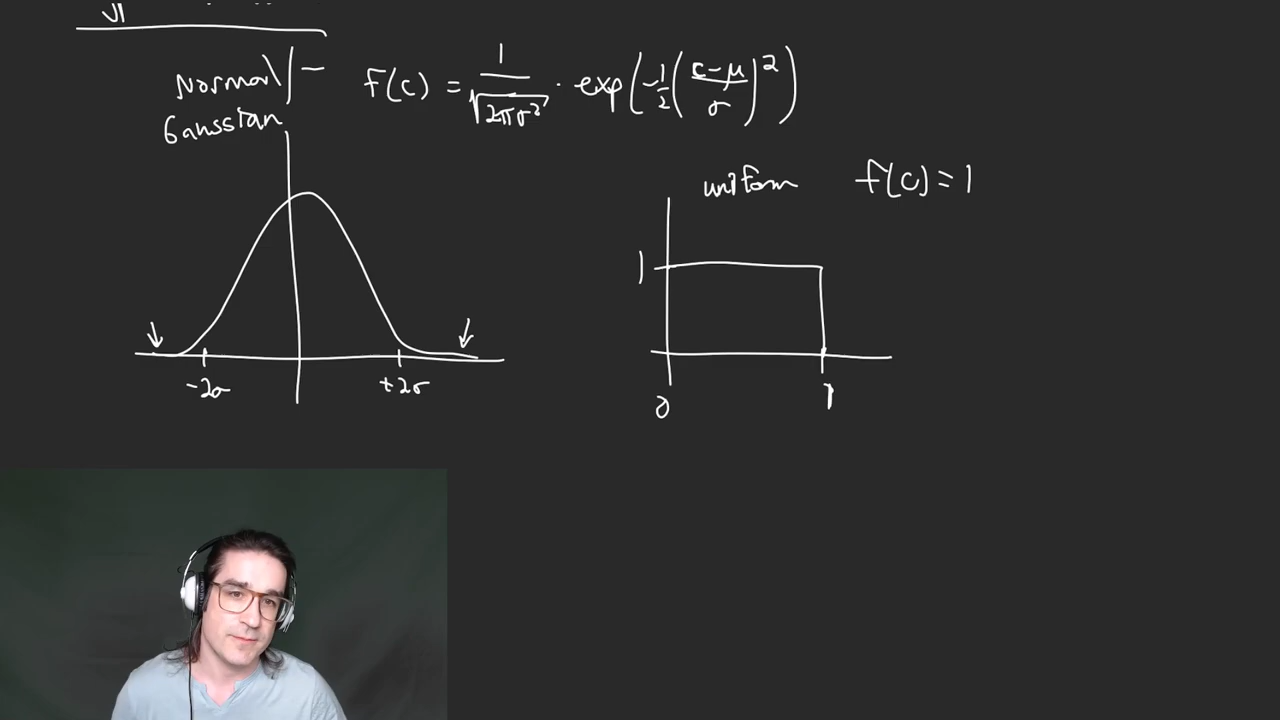 Normal/
Gaussian
f(c) = 1/√(2πσ²) · exp(-1/2((c-μ)/σ)²)
uniform f(c) = 1
1
-2σ +2σ
0 1